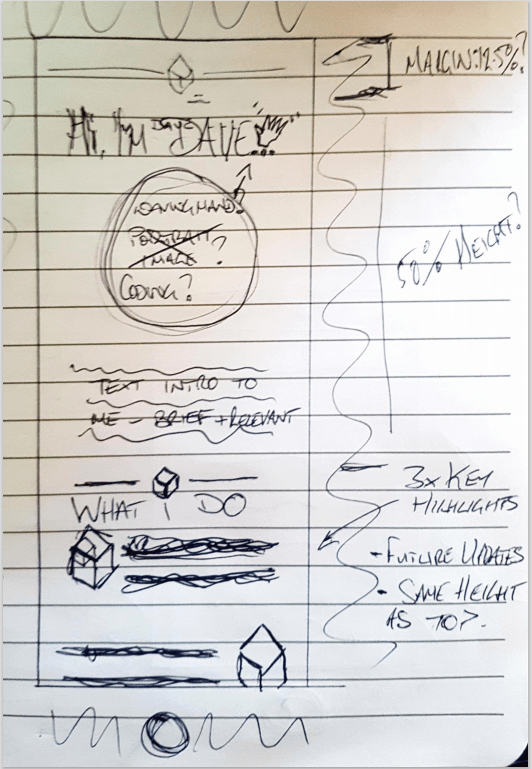 MARGIN: 12.5%?
Hi, I'm DAVE
WAVING HAND?
PORTRAIT
IMAGE ?
CODING?
50% HEIGHT?
TEXT INTRO TO
ME - BRIEF + RELEVANT
3x KEY
HIGHLIGHTS
WHAT I DO
- FUTURE UPDATES
- SAME HEIGHT
AS TOP.